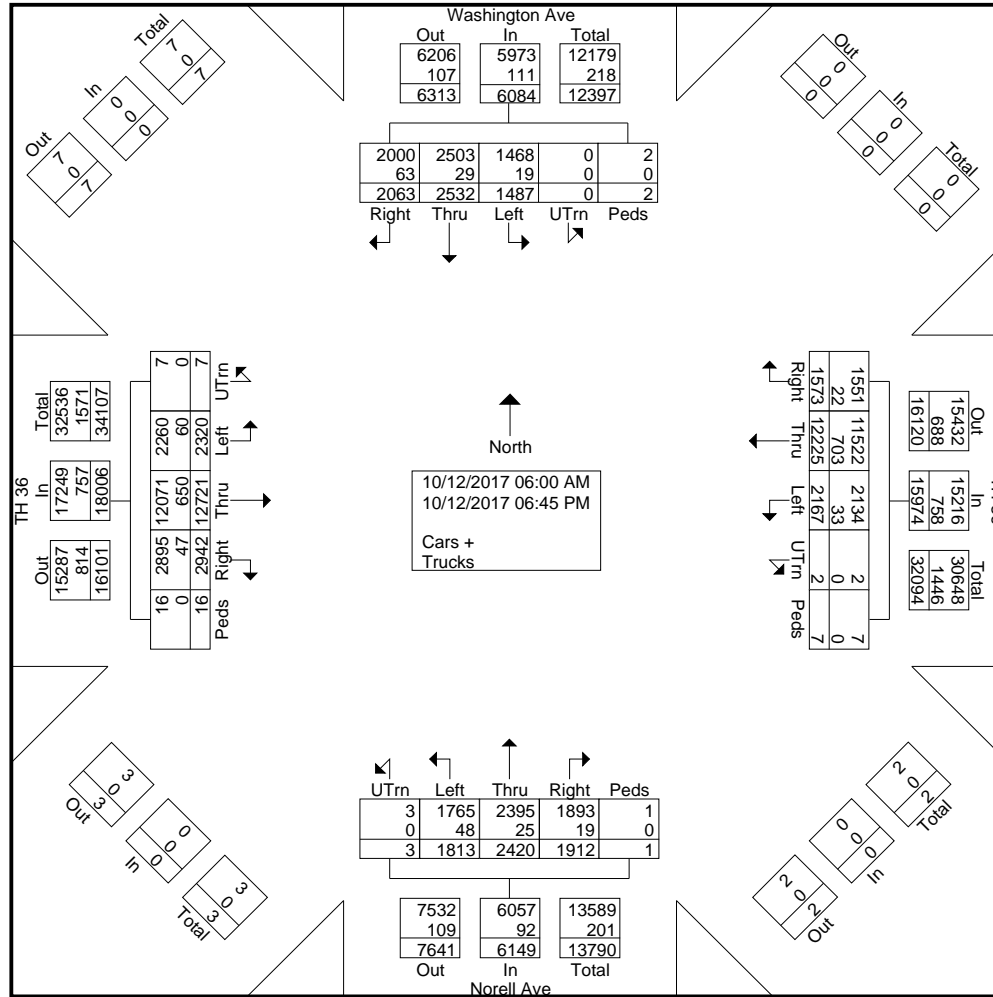 Washington Ave
Out In Total
6206 5973 12179
107 111 218
6313 6084 12397
2000 2503 1468 0 2
63 29 19 0 0
2063 2532 1487 0 2
Right Thru Left UTrn Peds
Total
7
0
7
In
0
0
0
Out
7
0
7
Out
0
0
0
In
0
0
0
Total
0
0
0
TH 36
Total
32536
1571
34107
In
17249
757
18006
Out
15287
814
16101
7 0 7
UTrn
2260 60 2320
Left
12071 650 12721
Thru
2895 47 2942
Right
16 0 16
Peds
North
10/12/2017 06:00 AM
10/12/2017 06:45 PM
Cars +
Trucks
Right
1551
22
1573
Thru
11522
703
12225
Left
2134
33
2167
UTrn
2
0
2
Peds
7
0
7
Out
15432
688
16120
In
15216
758
15974
Total
30648
1446
32094
UTrn Left Thru Right Peds
3 1765 2395 1893 1
0 48 25 19 0
3 1813 2420 1912 1
7532 6057 13589
109 92 201
7641 6149 13790
Out In Total
Norell Ave
3
0
3
Out
0
0
0
In
3
0
3
Total
2
0
2
Total
0
0
0
In
2
0
2
Out